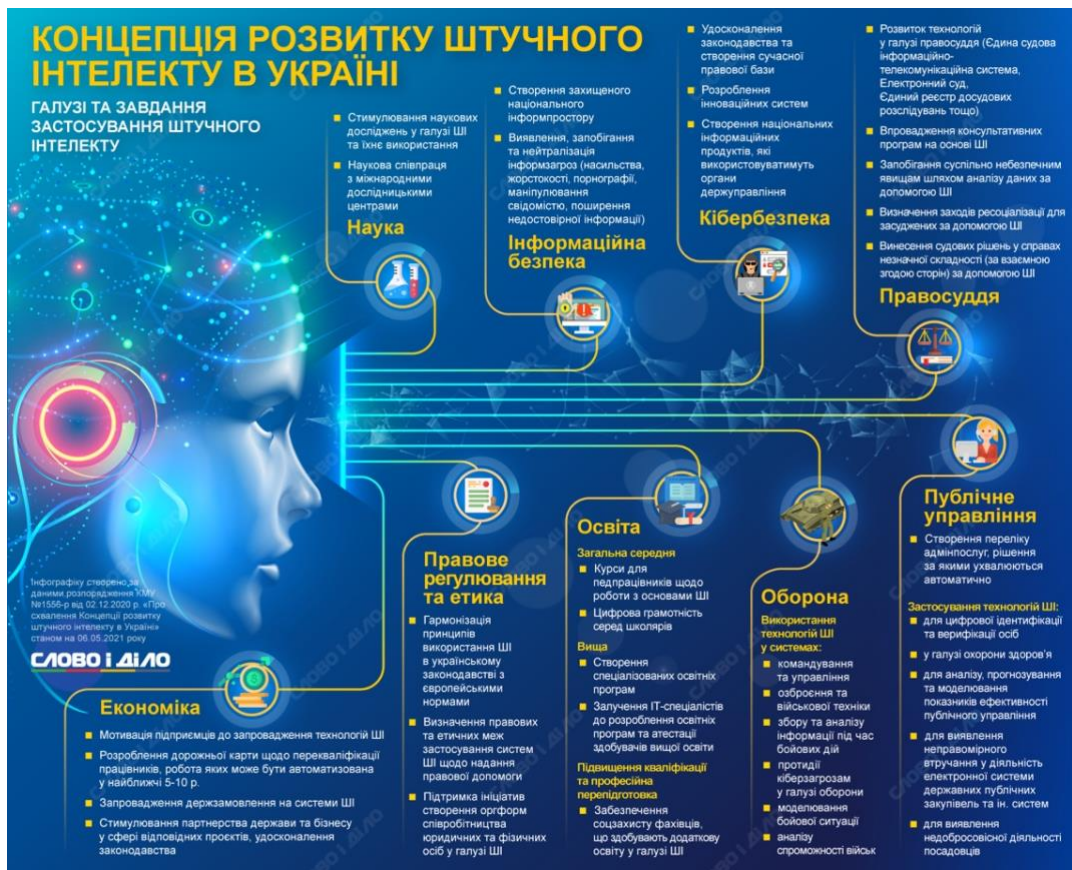 КОНЦЕПЦІЯ РОЗВИТКУ ШТУЧНОГО
ІНТЕЛЕКТУ В УКРАЇНІ
ГАЛУЗІ ТА ЗАВДАННЯ
ЗАСТОСУВАННЯ ШТУЧНОГО
ІНТЕЛЕКТУ
Стимулювання наукових
досліджень у галузі ШІ
та їхнє використання
Наукова співпраця
з міжнародними
дослідницькими
центрами
Наука
Створення захищеного
національного
інформпростору
Виявлення, запобігання
та нейтралізація
інформзагроз (насильства,
жорстокості, порнографії,
маніпулювання
свідомістю, поширення
недостовірної інформації)
Інформаційна
безпека
Удосконалення
законодавства та
створення сучасної
правової бази
Розроблення
інноваційних систем
Створення національних
інформаційних
продуктів, які
використовуватимуть
органи
держуправління
Кібербезпека
Розвиток технологій
у галузі правосуддя (Єдина судова
інформаційно-
телекомунікаційна система,
Електронний суд,
Єдиний реєстр досудових
розслідувань тощо)
Впровадження консультативних
програм на основі ШІ
Запобігання суспільно небезпечним
явищам шляхом аналізу даних за
допомогою ШІ
Визначення заходів ресоціалізації для
засуджених за допомогою ШІ
Винесення судових рішень у справах
незначної складності (за взаємною
згодою сторін) за допомогою ШІ
Правосуддя
Інфографіку створено за
даними розпорядження КМУ
№1556-р від 02.12.2020 р. «Про
схвалення Концепції розвитку
штучного інтелекту в Україні»
станом на 06.05.2021 року
СЛОВО і ДІЛО
Економіка
Мотивація підприємців до запровадження технологій ШІ
Розроблення дорожньої карти щодо перекваліфікації
працівників, робота яких може бути автоматизована
у найближчі 5-10 р.
Запровадження держзамовлення на системи ШІ
Стимулювання партнерства держави та бізнесу
у сфері відповідних проєктів, удосконалення
законодавства
Правове
регулювання
та етика
Гармонізація
принципів
використання ШІ
в українському
законодавстві з
європейськими
нормами
Визначення правових
та етичних меж
застосування систем
ШІ щодо надання
правової допомоги
Підтримка ініціатив
створення оргформ
співробітництва
юридичних та фізичних
осіб у галузі ШІ
Освіта
Загальна середня
Курси для
педпрацівників щодо
роботи з основами ШІ
Цифрова грамотність
серед школярів
Вища
Створення
спеціалізованих освітніх
програм
Залучення ІТ-спеціалістів
до розроблення освітніх
програм та атестації
здобувачів вищої освіти
Підвищення кваліфікації
та професійна
перепідготовка
Забезпечення
соцзахисту фахівців,
що здобувають додаткову
освіту у галузі ШІ
Оборона
Використання
технологій ШІ
у системах:
командування
та управління
озброєння та
військової техніки
збору та аналізу
інформації під час
бойових дій
протидії
кіберзагрозам
у галузі оборони
моделювання
бойової ситуації
аналізу
спроможності військ
Публічне
управління
Створення переліку
адмінпослуг, рішення
за якими ухвалюються
автоматично
Застосування технологій ШІ:
для цифрової ідентифікації
та верифікації осіб
у галузі охорони здоров'я
для аналізу, прогнозування
та моделювання
показників ефективності
публічного управління
для виявлення
неправомірного
втручання у діяльність
електронної системи
державних публічних
закупівель та ін. систем
для виявлення
недобросовісної діяльності
посадовців